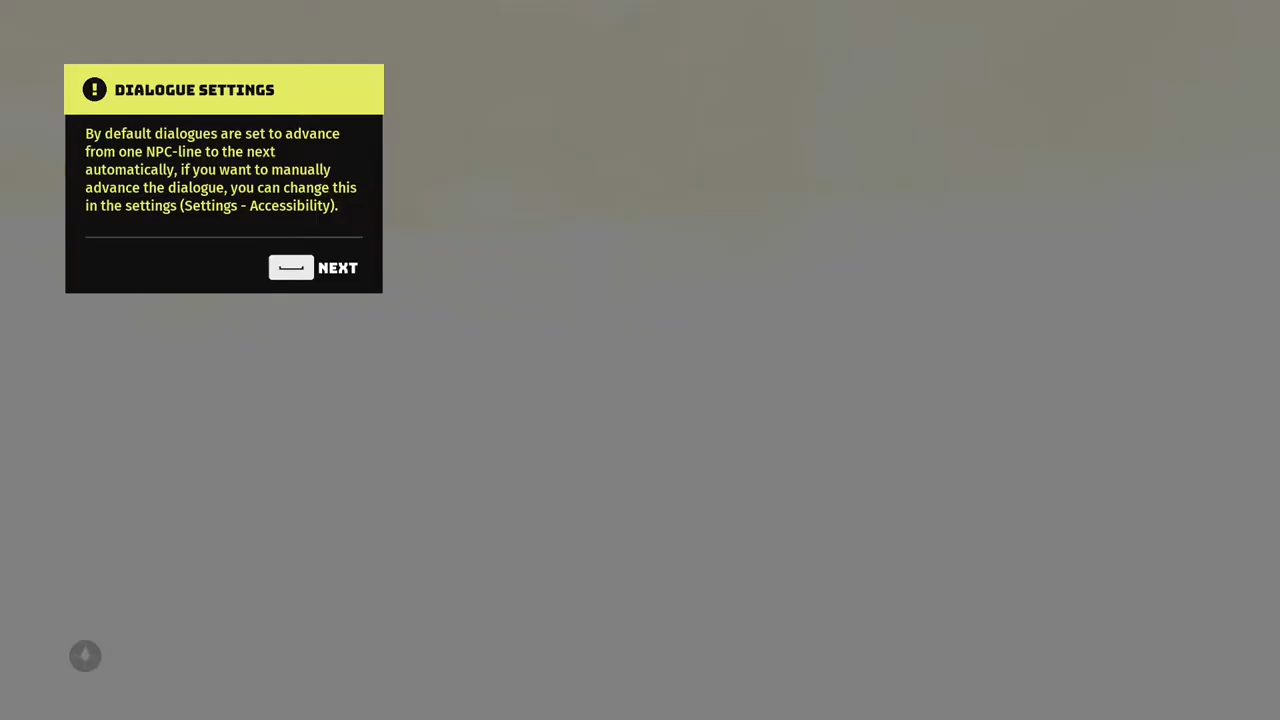 DIALOGUE SETTINGS
By default dialogues are set to advance
from one NPC-line to the next
automatically, if you want to manually
advance the dialogue, you can change this
in the settings (Settings - Accessibility).
NEXT